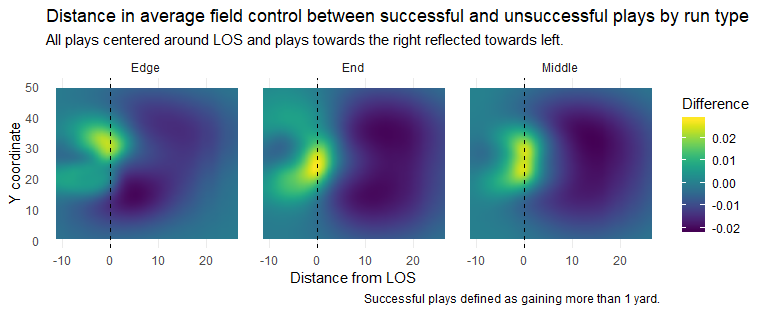 Distance in average field control between successful and unsuccessful plays by run type
All plays centered around LOS and plays towards the right reflected towards left.
Edge End Middle
Difference
50
40
30
20
10
0
Y coordinate
0.02
0.01
0.00
-0.01
-0.02
-10 0 10 20 -10 0 10 20 -10 0 10 20
Distance from LOS
Successful plays defined as gaining more than 1 yard.